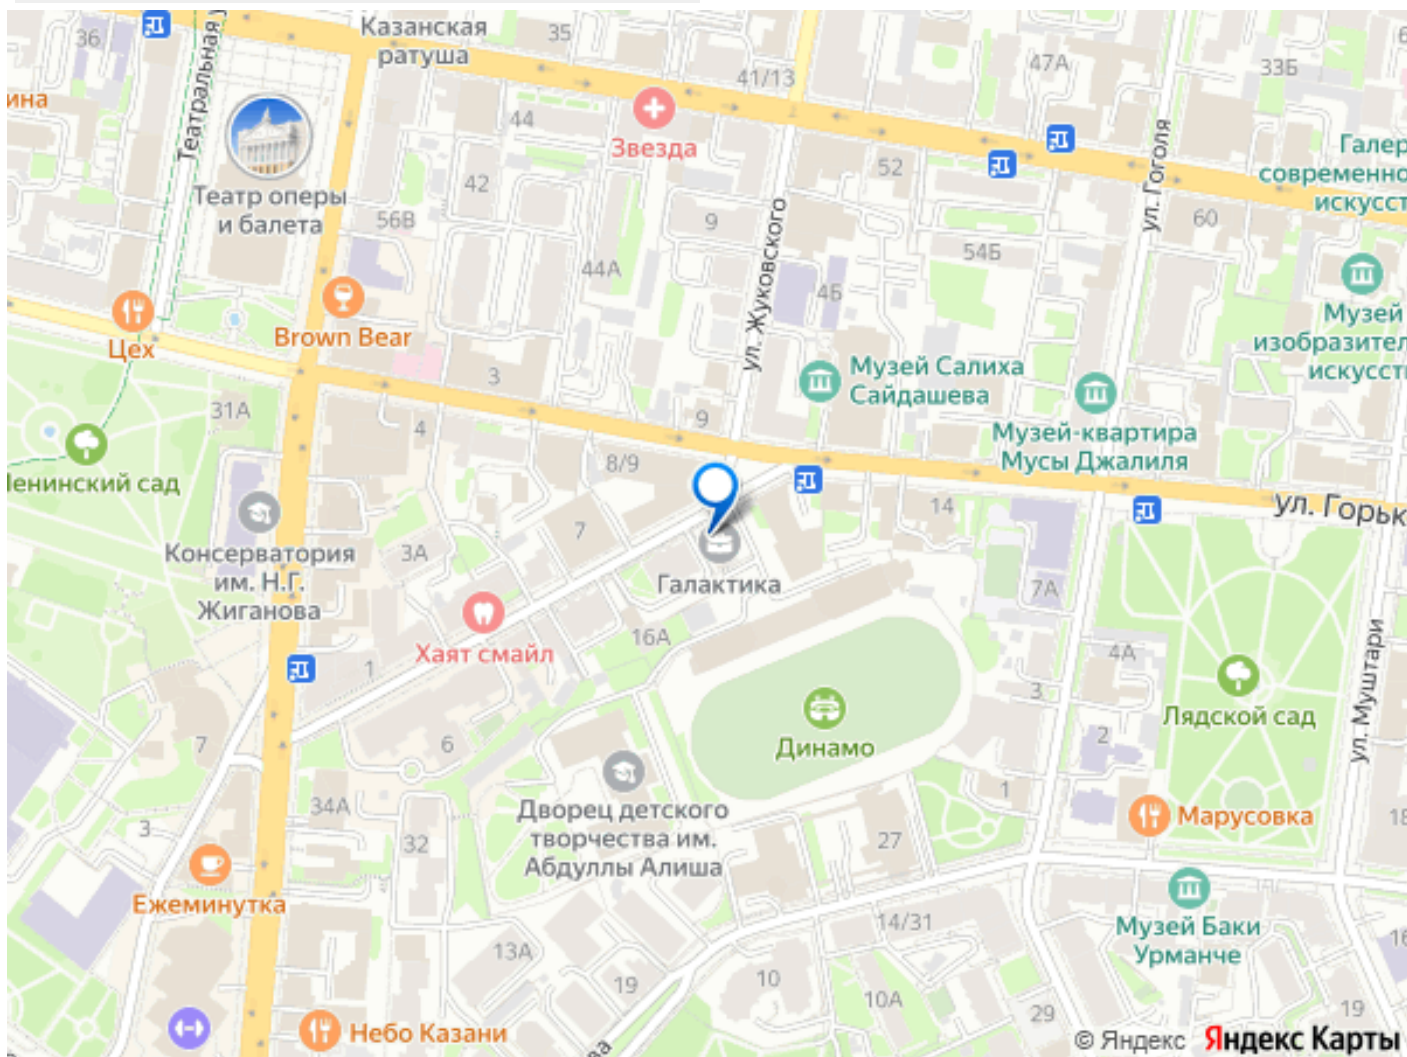 36
Театральная у
Казанская
ратуша
35
41/13
47А
33Б
ина
44
Звезда
52
ул. Гоголя
Галер
современно
искусст
Театр оперы
и балета
42
56В
9
60
44А
ул. Жуковского
54Б
4Б
Brown Bear
Цех
Музей
изобразител
искусст
3
Музей Салиха
Сайдашева
31А
4
9
Музей-квартира
Мусы Джалиля
Ленинский сад
8/9
14
ул. Горьк
7
Консерватория
им. Н.Г.
Жиганова
3А
Галактика
7А
16А
Хаят смайл
1
4А
3
Лядской сад
ул. Муштари
Динамо
2
7
6
1
34А
Дворец детского
творчества им.
Абдуллы Алиша
Марусовка
3
32
27
Ежеминутка
14/31
Музей Баки
Урманче
13А
19
10
10А
29
19
Небо Казани
ва
© Яндекс Яндекс Карты